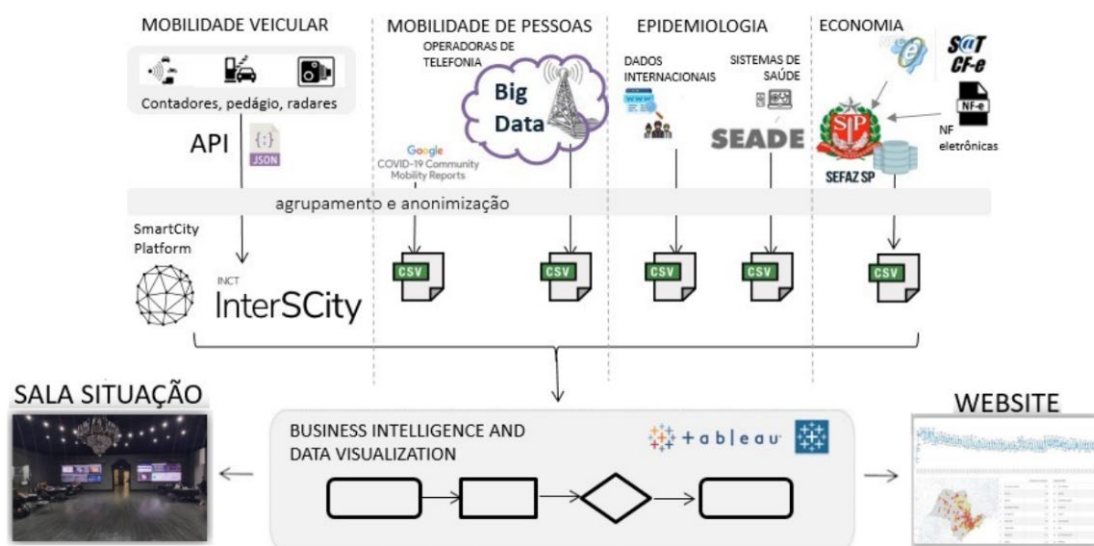 MOBILIDADE VEICULAR
Contadores, pedágio, radares
API
{:}
JSON
MOBILIDADE DE PESSOAS
OPERADORAS DE
TELEFONIA
Big
Data
Google
COVID-19 Community
Mobility Reports
EPIDEMIOLOGIA
DADOS
INTERNACIONAIS
WWW
SISTEMAS DE
SAÚDE
SEADE
ECONOMIA
e
S@T
CF-e
NF-e
NF
eletrônicas
SP
SEFAZ SP
agrupamento e anonimização
SmartCity
Platform
INCT
InterSCity
CSV
CSV
CSV
CSV
CSV
SALA SITUAÇÃO
BUSINESS INTELLIGENCE AND
DATA VISUALIZATION
+ableau
WEBSITE